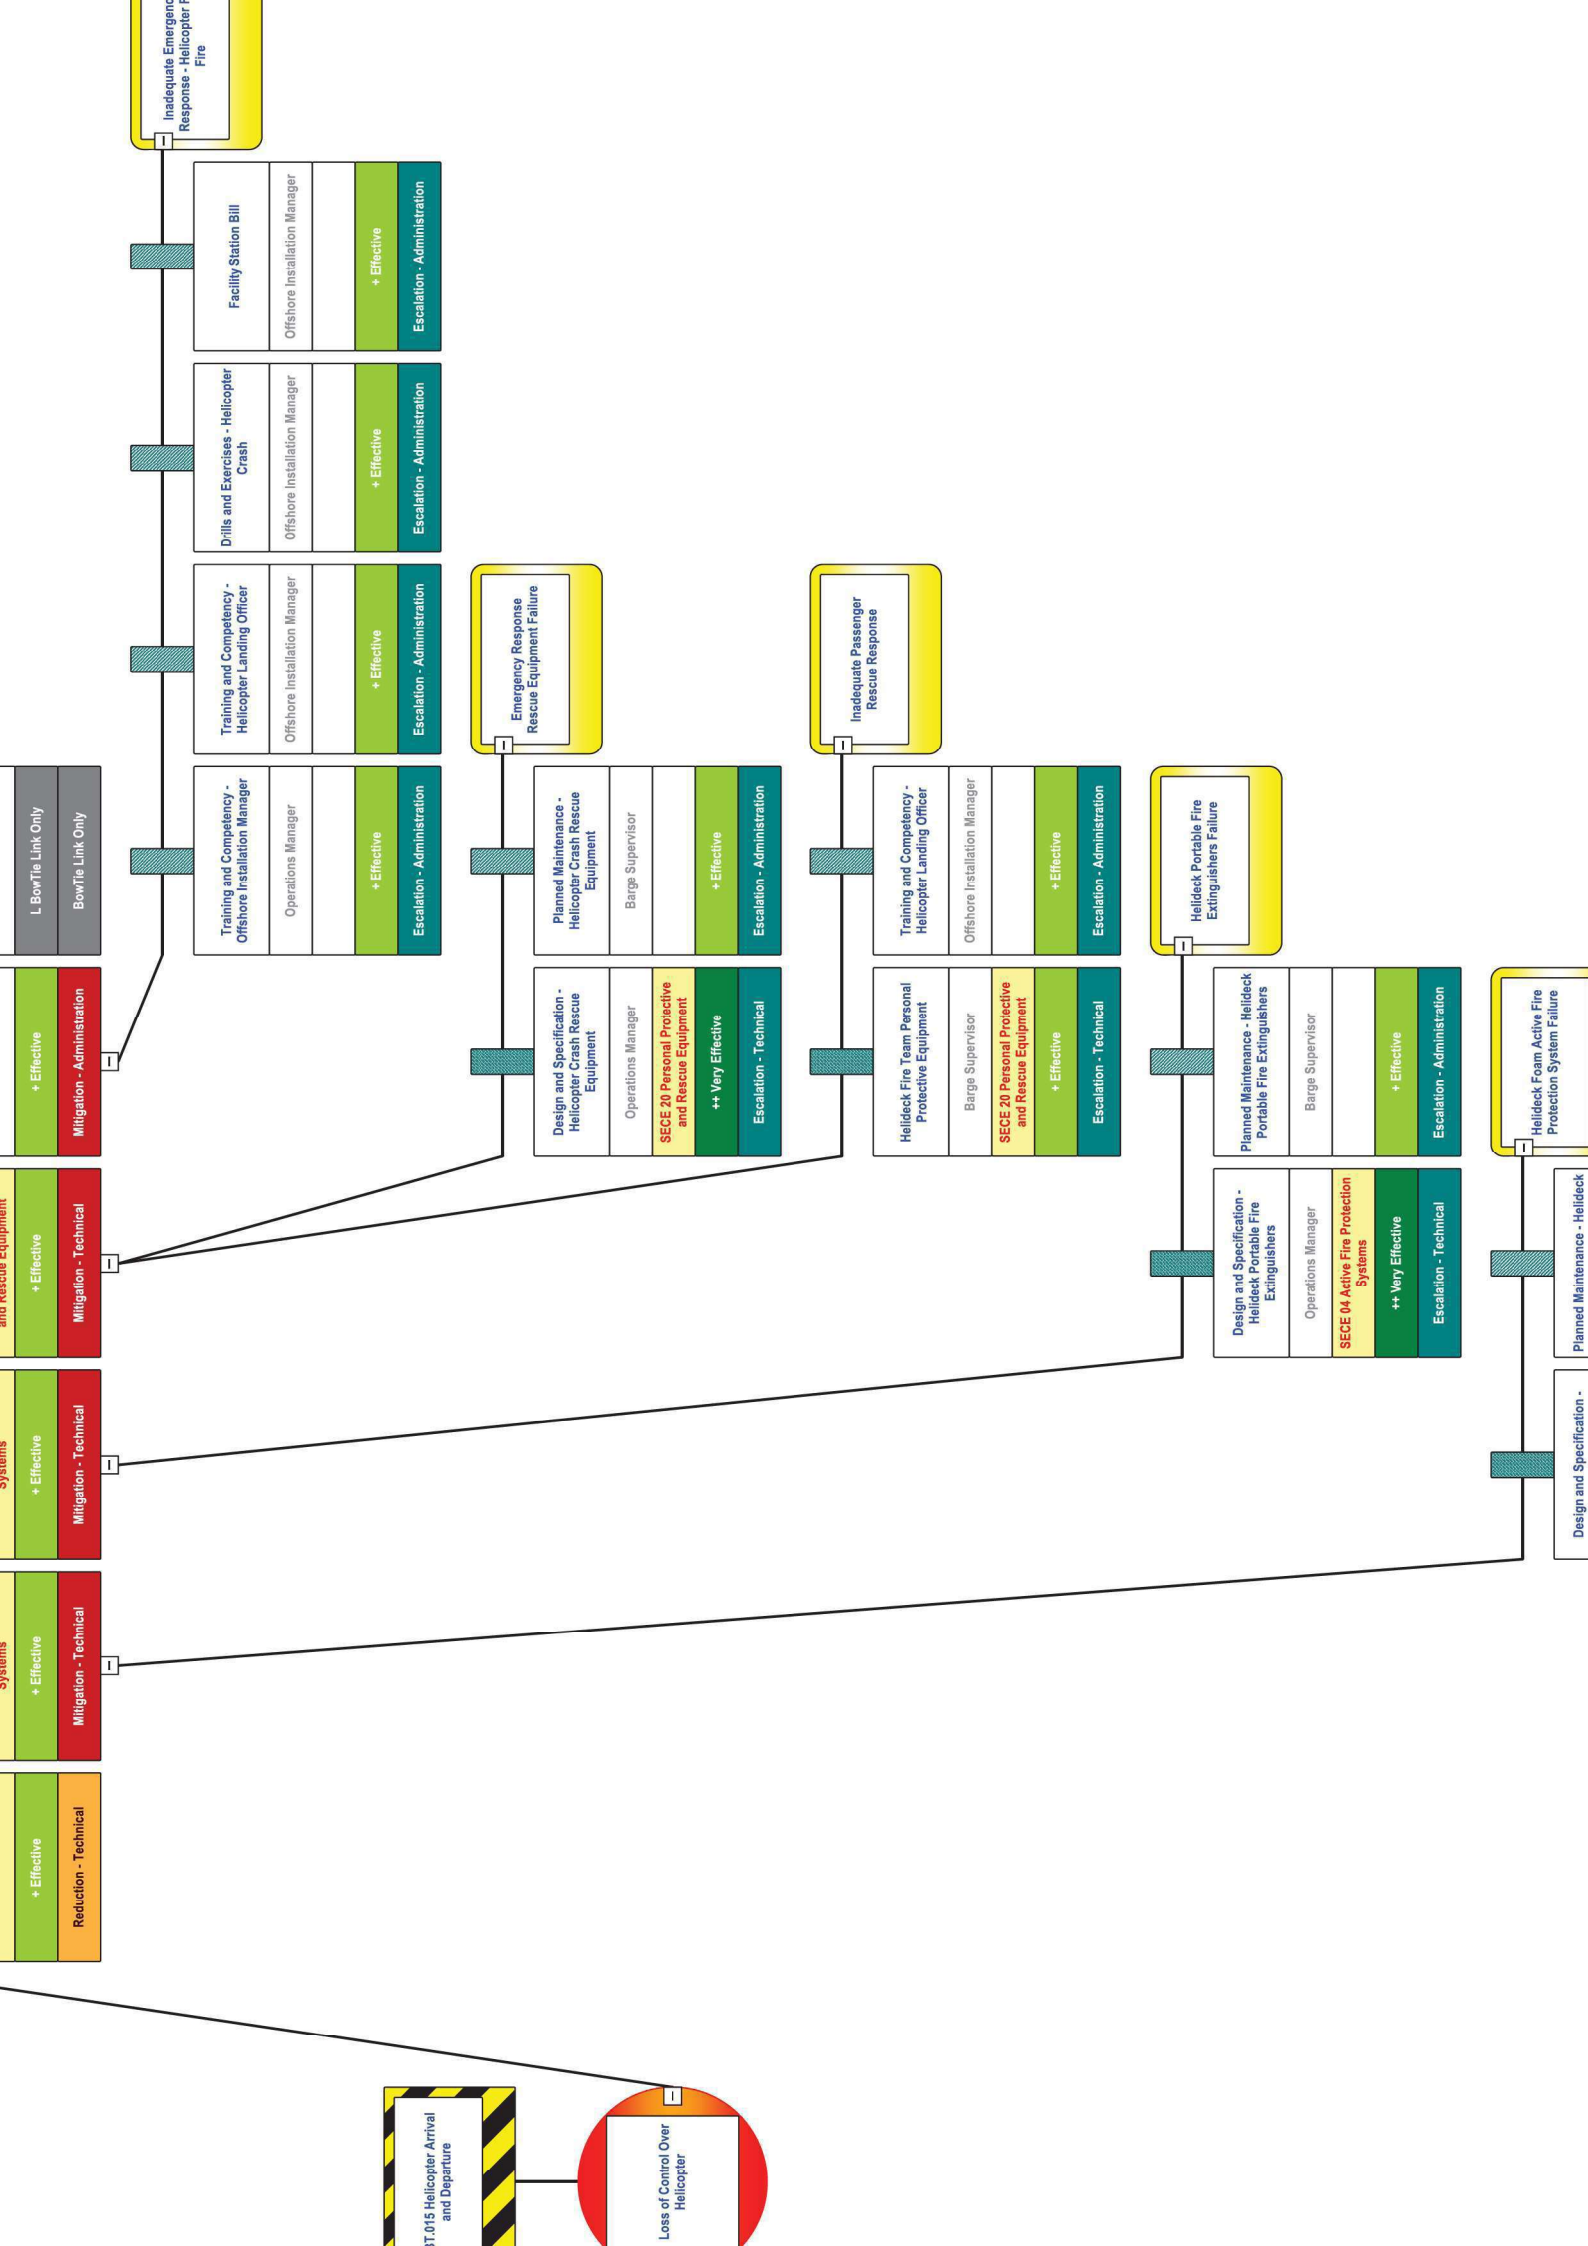 Inadequate
Response - Helicopter
Fire
Facility Station Bill
Offshore Installation Manager
+ Effective
Escalation - Administration
Drills and Exercises - Helicopter
Crash
Offshore Installation Manager
+ Effective
Escalation - Administration
Training and Competency -
Helicopter Landing Officer
Offshore Installation Manager
+ Effective
Escalation - Administration
Training and Competency -
Offshore Installation Manager
Operations Manager
+ Effective
Escalation - Administration
L BowTie Link Only
BowTie Link Only
+ Effective
Mitigation - Administration
and Rescue Equipment
+ Effective
Mitigation - Technical
Systems
+ Effective
Mitigation - Technical
Systems
+ Effective
Mitigation - Technical
+ Effective
Reduction - Technical
Emergency Response
Rescue Equipment Failure
Planned Maintenance -
Helicopter Crash Rescue
Equipment
Barge Supervisor
+ Effective
Escalation - Administration
Design and Specification -
Helicopter Crash Rescue
Equipment
Operations Manager
SECE 20 Personal Protective
and Rescue Equipment
++ Very Effective
Escalation - Technical
Inadequate Passenger
Rescue Response
Training and Competency -
Helicopter Landing Officer
Offshore Installation Manager
+ Effective
Escalation - Administration
Helideck Fire Team Personal
Protective Equipment
Barge Supervisor
SECE 20 Personal Protective
and Rescue Equipment
+ Effective
Escalation - Technical
Helideck Portable Fire
Extinguishers Failure
Planned Maintenance - Helideck
Portable Fire Extinguishers
Barge Supervisor
+ Effective
Escalation - Administration
Design and Specification -
Helideck Portable Fire
Extinguishers
Operations Manager
SECE 04 Active Fire Protection
Systems
++ Very Effective
Escalation - Technical
Helideck Foam Active Fire
Protection System Failure
Planned Maintenance - Helideck
Design and Specification -
BT.015 Helicopter Arrival
and Departure
Loss of Control Over
Helicopter